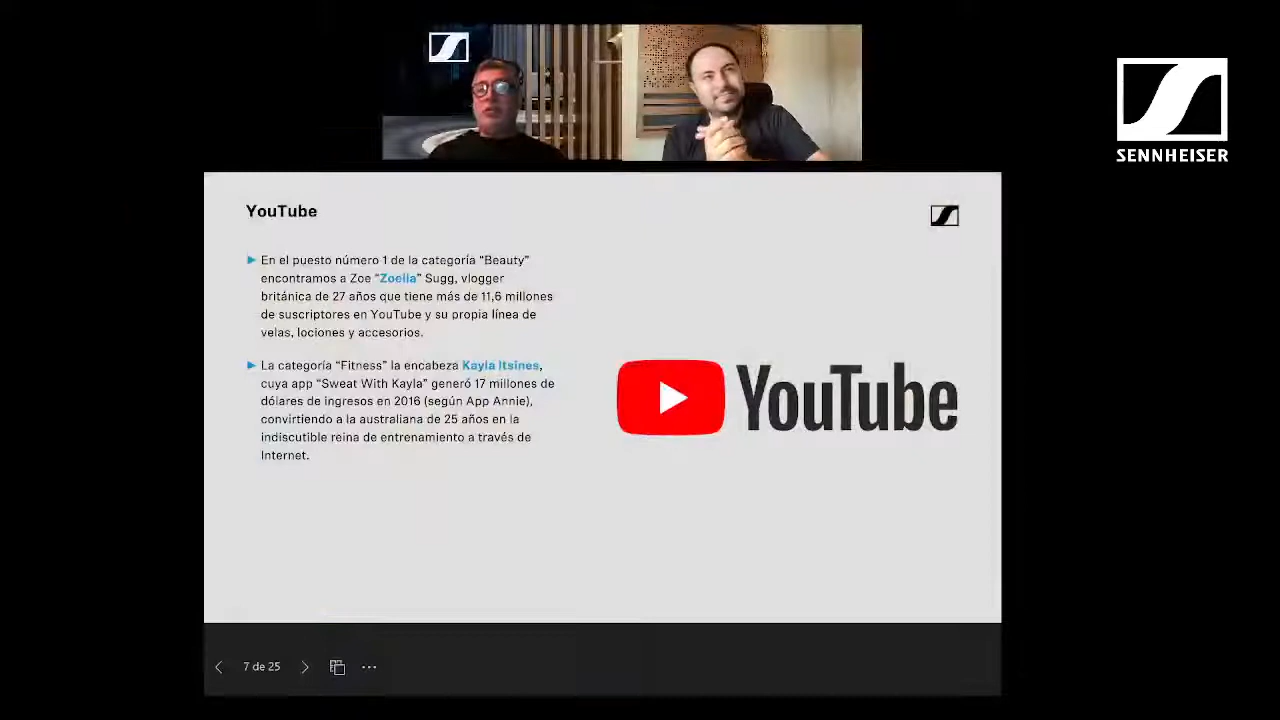 SENNHEISER
YouTube
En el puesto número 1 de la categoría “Beauty”
encontramos a Zoe “Zoella” Sugg, vlogger
británica de 27 años que tiene más de 11,6 millones
de suscriptores en YouTube y su propia línea de
velas, lociones y accesorios.
La categoría “Fitness” la encabeza Kayla Itsines,
cuya app “Sweat With Kayla” generó 17 millones de
dólares de ingresos en 2016 (según App Annie),
convirtiendo a la australiana de 25 años en la
indiscutible reina de entrenamiento a través de
Internet.
YouTube
7 de 25